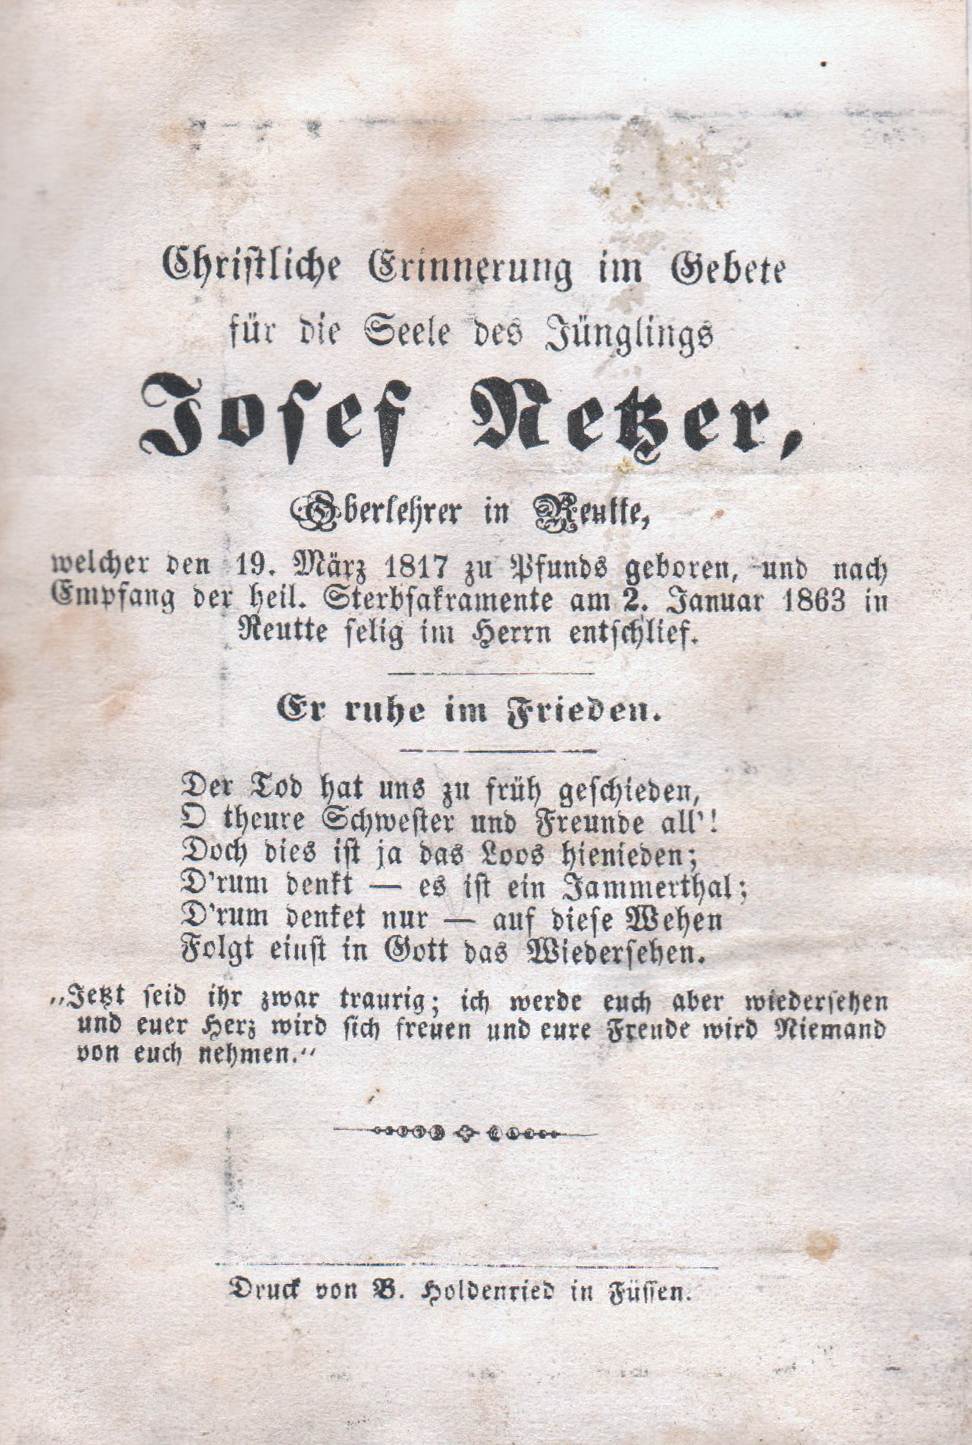 Christliche Erinnerung im Gebete
für die Seele des Jünglings
Josef Netzer,
Oberlehrer in Reutte,
welcher den 19. März 1817 zu Pfunds geboren, und nach
Empfang der heil. Sterbsakramente am 2. Januar 1863 in
Reutte selig im Herrn entschlief.
Er ruhe im Frieden.
Der Tod hat uns zu früh geschieden,
O theure Schwester und Freunde all'!
Doch dies ist ja das Loos hienieden;
D'rum denkt — es ist ein Jammerthal;
D'rum denket nur — auf diese Wehen
Folgt einst in Gott das Wiedersehen.
„Jetzt seid ihr zwar traurig; ich werde euch aber wiedersehen
und euer Herz wird sich freuen und eure Freude wird Niemand
von euch nehmen.“
Druck von B. Holdenried in Füssen.